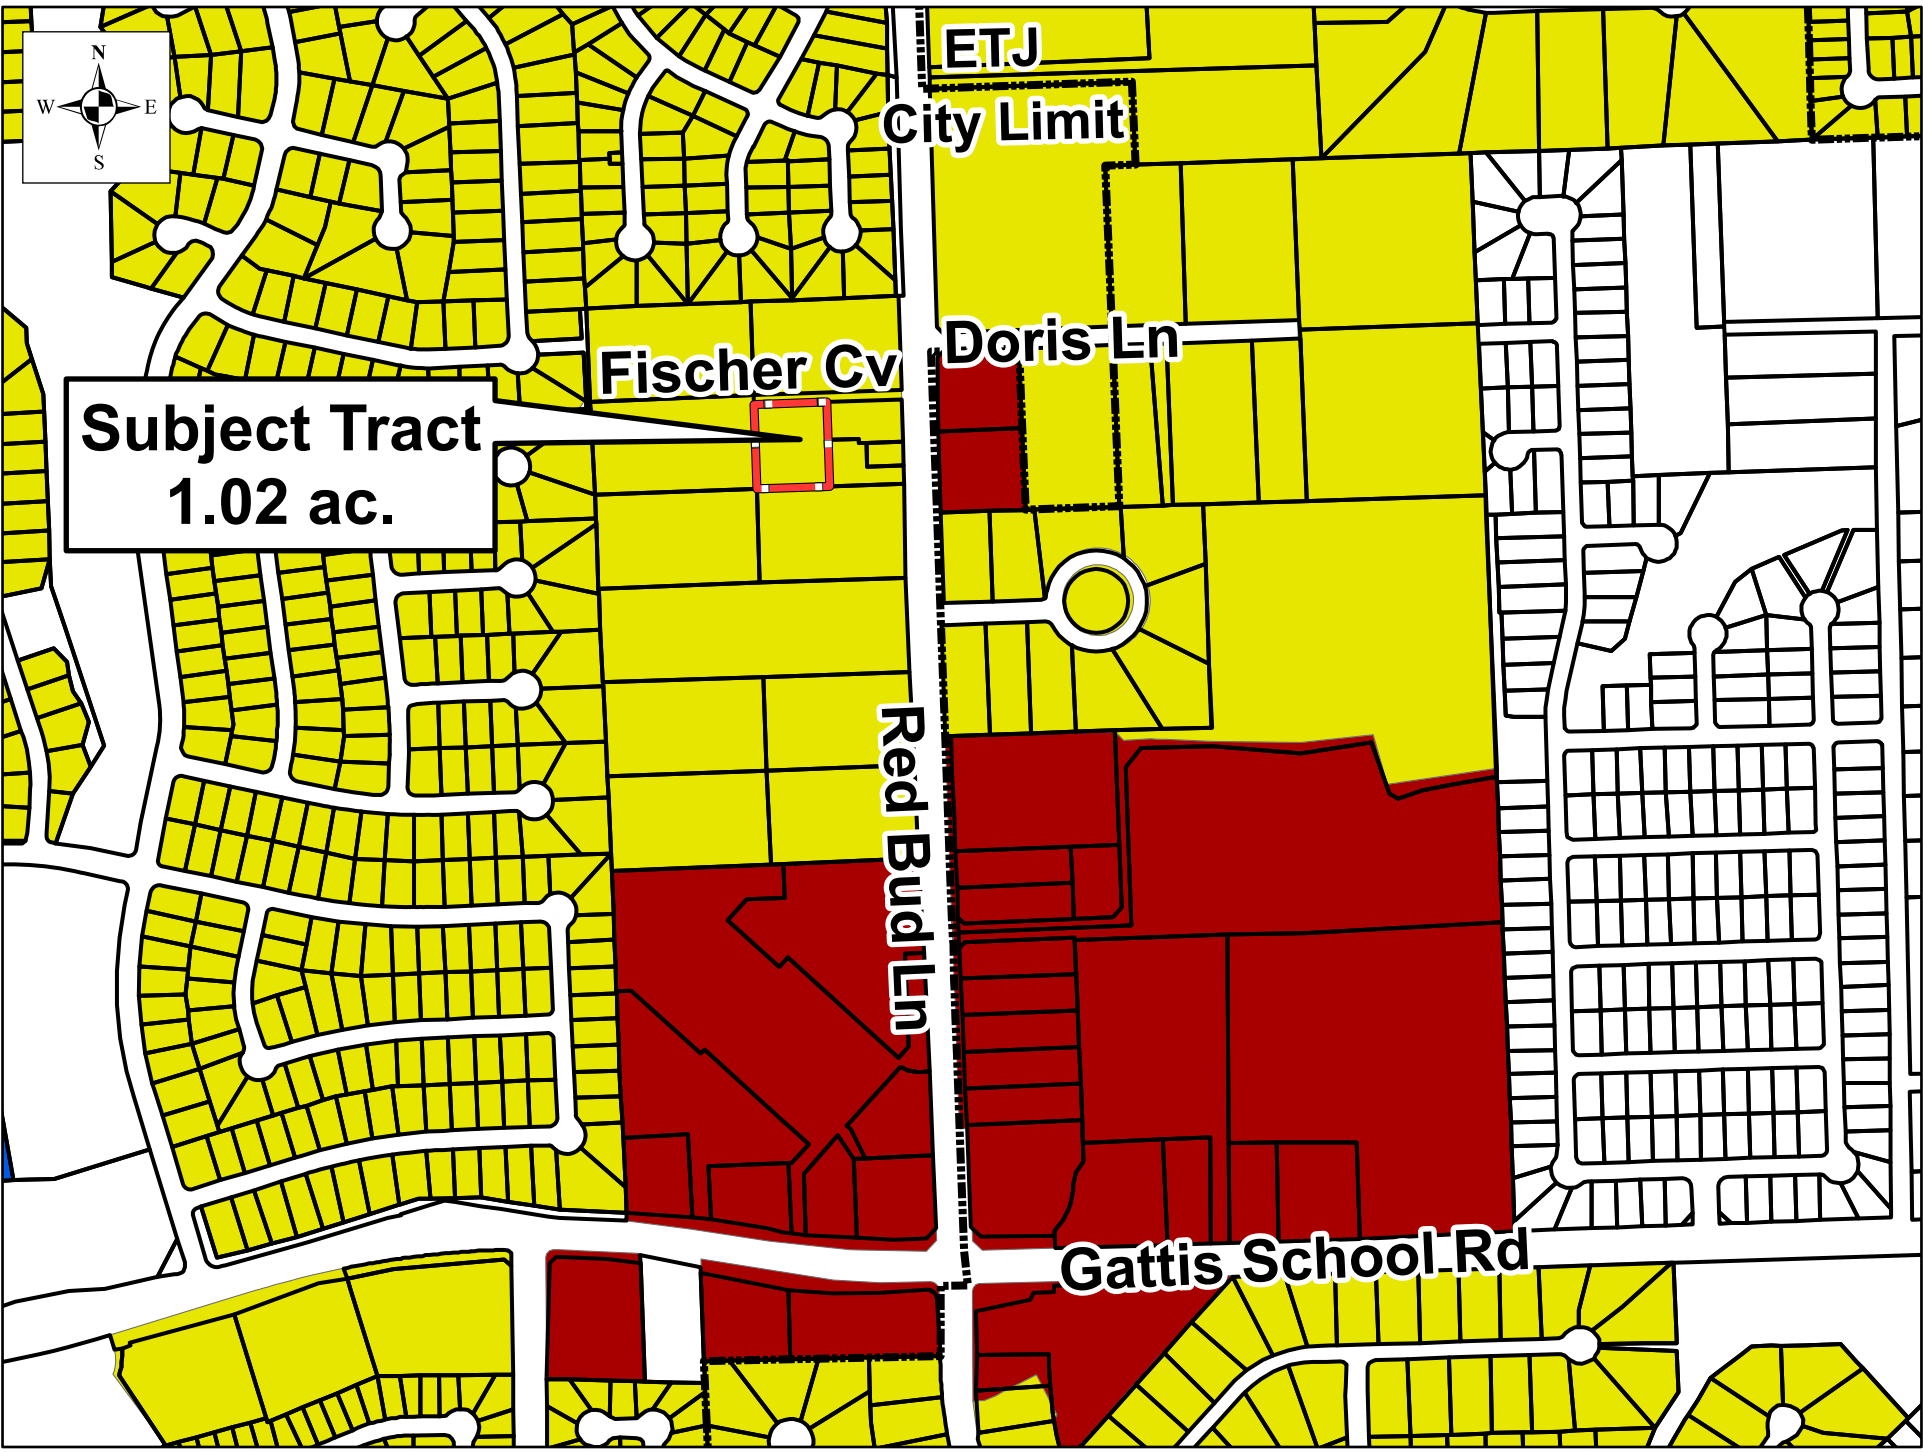 N
W E
S
ETJ
City Limit
Doris Ln
Fischer Cv
Subject Tract
1.02 ac.
Red Bud Ln
Gattis School Rd